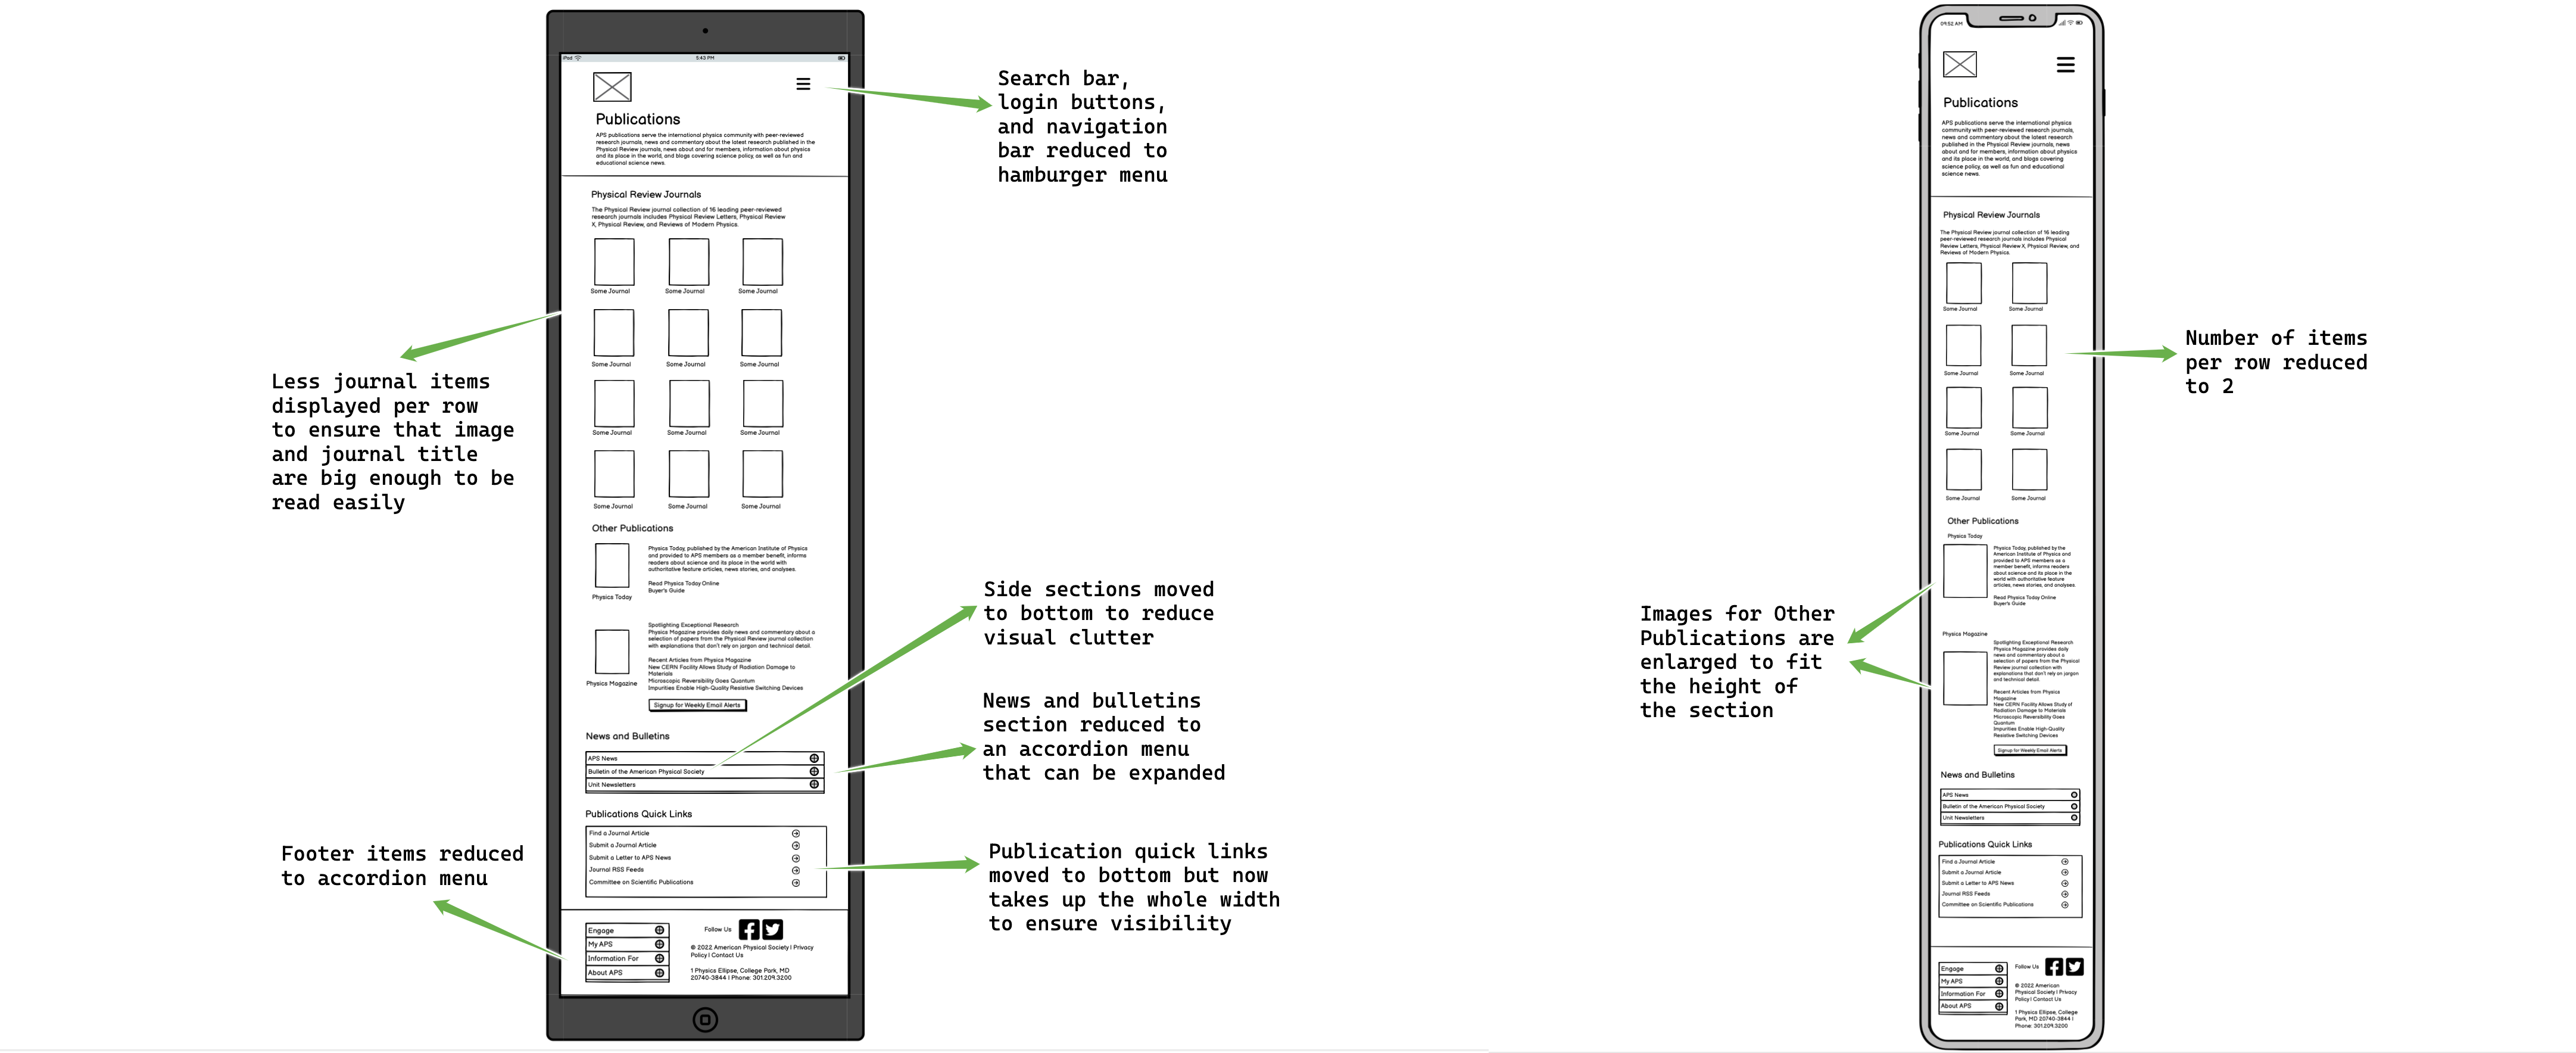 iPod
5:43 PM
Publications
APS publications serve the international physics community with peer-reviewed
research journals, news and commentary about the latest research published in the
Physical Review journals, news about and for members, information about physics
and its place in the world, and blogs covering science policy, as well as fun and
educational science news.
Physical Review Journals
The Physical Review journal collection of 16 leading peer-reviewed
research journals includes Physical Review Letters, Physical Review
X, Physical Review, and Reviews of Modern Physics.
Some Journal Some Journal Some Journal
Some Journal Some Journal Some Journal
Some Journal Some Journal Some Journal
Some Journal Some Journal Some Journal
Other Publications
Physics Today, published by the American Institute of Physics
and provided to APS members as a member benefit, informs
readers about science and its place in the world with
authoritative feature articles, news stories, and analyses.
Read Physics Today Online
Buyer's Guide
Physics Today
Spotlighting Exceptional Research
Physics Magazine provides daily news and commentary about a
selection of papers from the Physical Review journal collection
with explanations that don't rely on jargon and technical detail.
Recent Articles from Physics Magazine
New CERN Facility Allows Study of Radiation Damage to
Materials
Microscopic Reversibility Goes Quantum
Impurities Enable High-Quality Resistive Switching Devices
Physics Magazine
Signup for Weekly Email Alerts
News and Bulletins
APS News
Bulletin of the American Physical Society
Unit Newsletters
Publications Quick Links
Find a Journal Article
Submit a Journal Article
Submit a Letter to APS News
Journal RSS Feeds
Committee on Scientific Publications
Engage
My APS
Information For
About APS
Follow Us
© 2022 American Physical Society | Privacy
Policy | Contact Us
1 Physics Ellipse, College Park, MD
20740-3844 | Phone: 301.209.3200
Less journal items
displayed per row
to ensure that image
and journal title
are big enough to be
read easily
Footer items reduced
to accordion menu
Search bar,
login buttons,
and navigation
bar reduced to
hamburger menu
Side sections moved
to bottom to reduce
visual clutter
News and bulletins
section reduced to
an accordion menu
that can be expanded
Publication quick links
moved to bottom but now
takes up the whole width
to ensure visibility
09:52 AM
Publications
APS publications serve the international physics
community with peer-reviewed research journals,
news and commentary about the latest research
published in the Physical Review journals, news
about and for members, information about physics
and its place in the world, and blogs covering
science policy, as well as fun and educational
science news.
Physical Review Journals
The Physical Review journal collection of 16 leading
peer-reviewed research journals includes Physical
Review Letters, Physical Review X, Physical Review, and
Reviews of Modern Physics.
Some Journal Some Journal
Some Journal Some Journal
Some Journal Some Journal
Some Journal Some Journal
Other Publications
Physics Today
Physics Today, published by the
American Institute of Physics and
provided to APS members as a
member benefit, informs readers
about science and its place in the
world with authoritative feature
articles, news stories, and analyses.
Read Physics Today Online
Buyer's Guide
Physics Magazine
Spotlighting Exceptional Research
Physics Magazine provides daily
news and commentary about a
selection of papers from the Physical
Review journal collection with
explanations that don't rely on jargon
and technical detail.
Recent Articles from Physics
Magazine
New CERN Facility Allows Study of
Radiation Damage to Materials
Microscopic Reversibility Goes
Quantum
Impurities Enable High-Quality
Resistive Switching Devices
Signup for Weekly Email Alerts
News and Bulletins
APS News
Bulletin of the American Physical Society
Unit Newsletters
Publications Quick Links
Find a Journal Article
Submit a Journal Article
Submit a Letter to APS News
Journal RSS Feeds
Committee on Scientific Publications
Engage
My APS
Information For
About APS
Follow Us
© 2022 American
Physical Society | Privacy
Policy | Contact Us
1 Physics Ellipse, College
Park, MD 20740-3844 |
Phone: 301.209.3200
Number of items
per row reduced
to 2
Images for Other
Publications are
enlarged to fit
the height of
the section